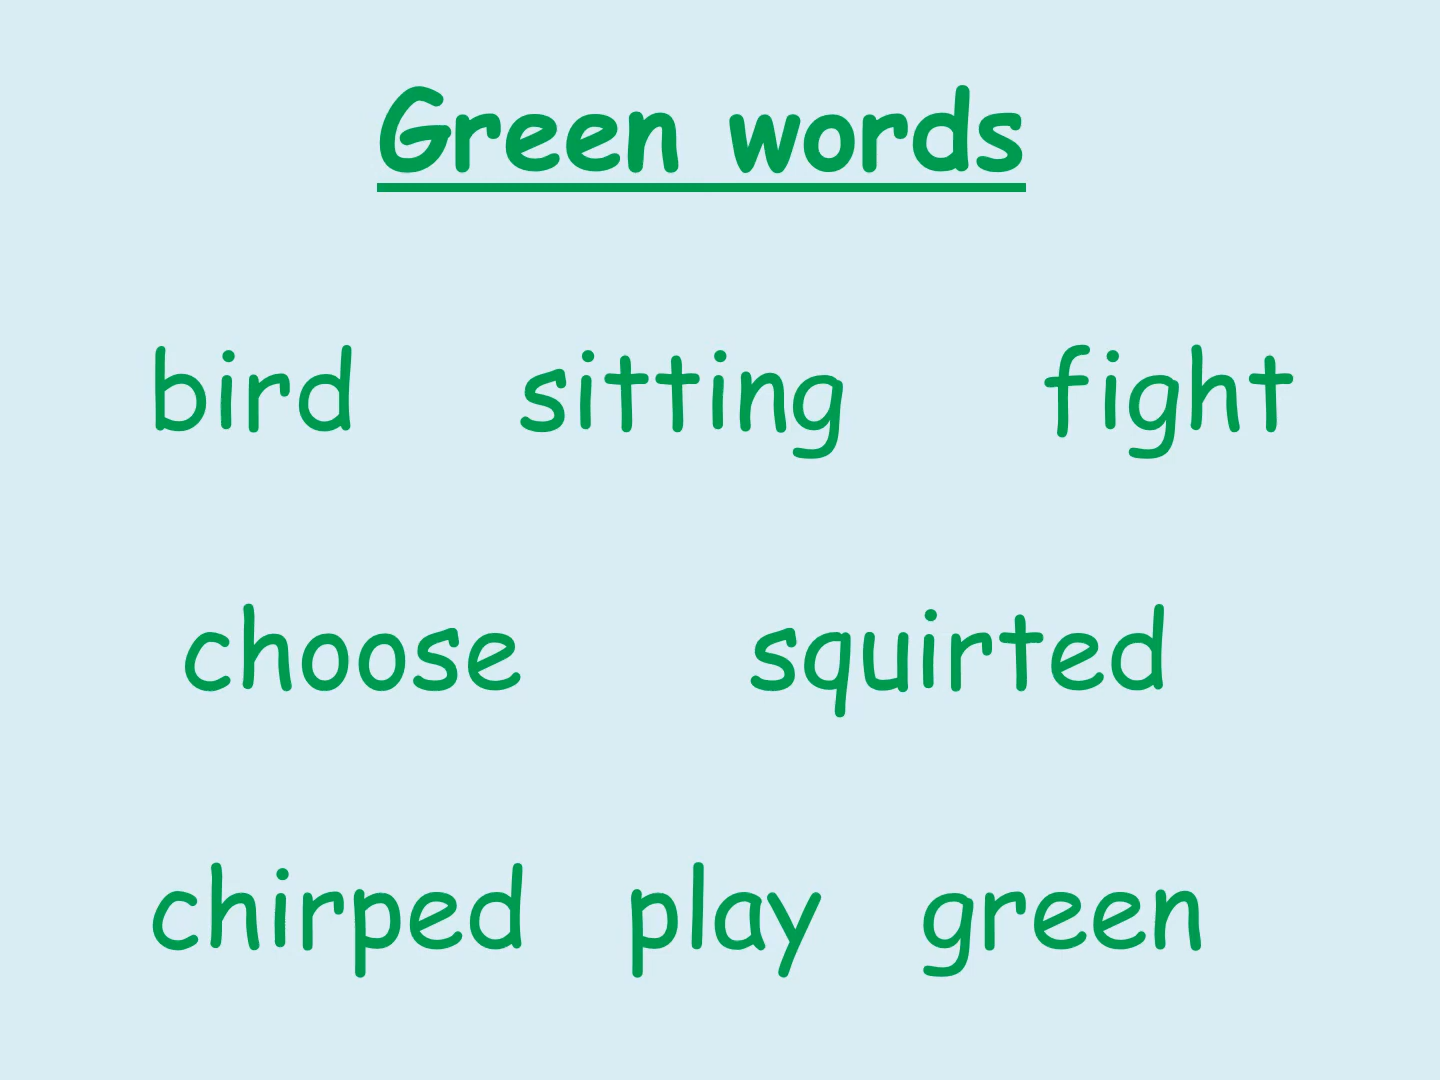 Green words
bird sitting fight
choose squirted
chirped play green